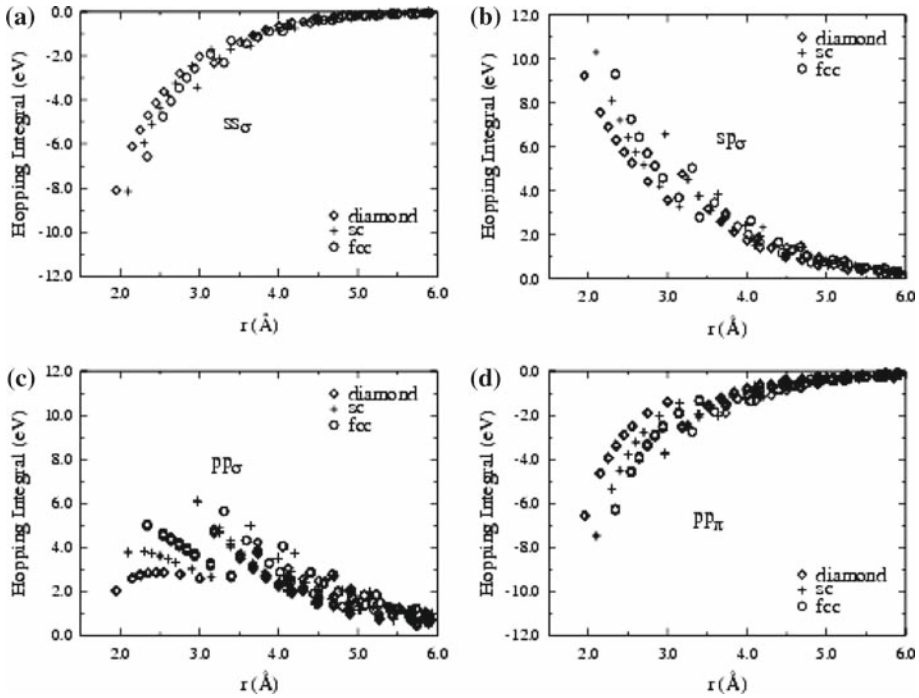 (a)
0.0
-2.0
-4.0
-6.0
-8.0
-10.0
-12.0
Hopping Integral (eV)
ssσ
diamond
sc
fcc
2.0 3.0 4.0 5.0 6.0
r (Å)
(b)
12.0
10.0
8.0
6.0
4.0
2.0
0.0
Hopping Integral (eV)
diamond
sc
fcc
spσ
2.0 3.0 4.0 5.0 6.0
r (Å)
(c)
12.0
10.0
8.0
6.0
4.0
2.0
0.0
Hopping Integral (eV)
diamond
sc
fcc
ppσ
2.0 3.0 4.0 5.0 6.0
r (Å)
(d)
0.0
-2.0
-4.0
-6.0
-8.0
-10.0
-12.0
Hopping Integral (eV)
ppπ
diamond
sc
fcc
2.0 3.0 4.0 5.0 6.0
r (Å)